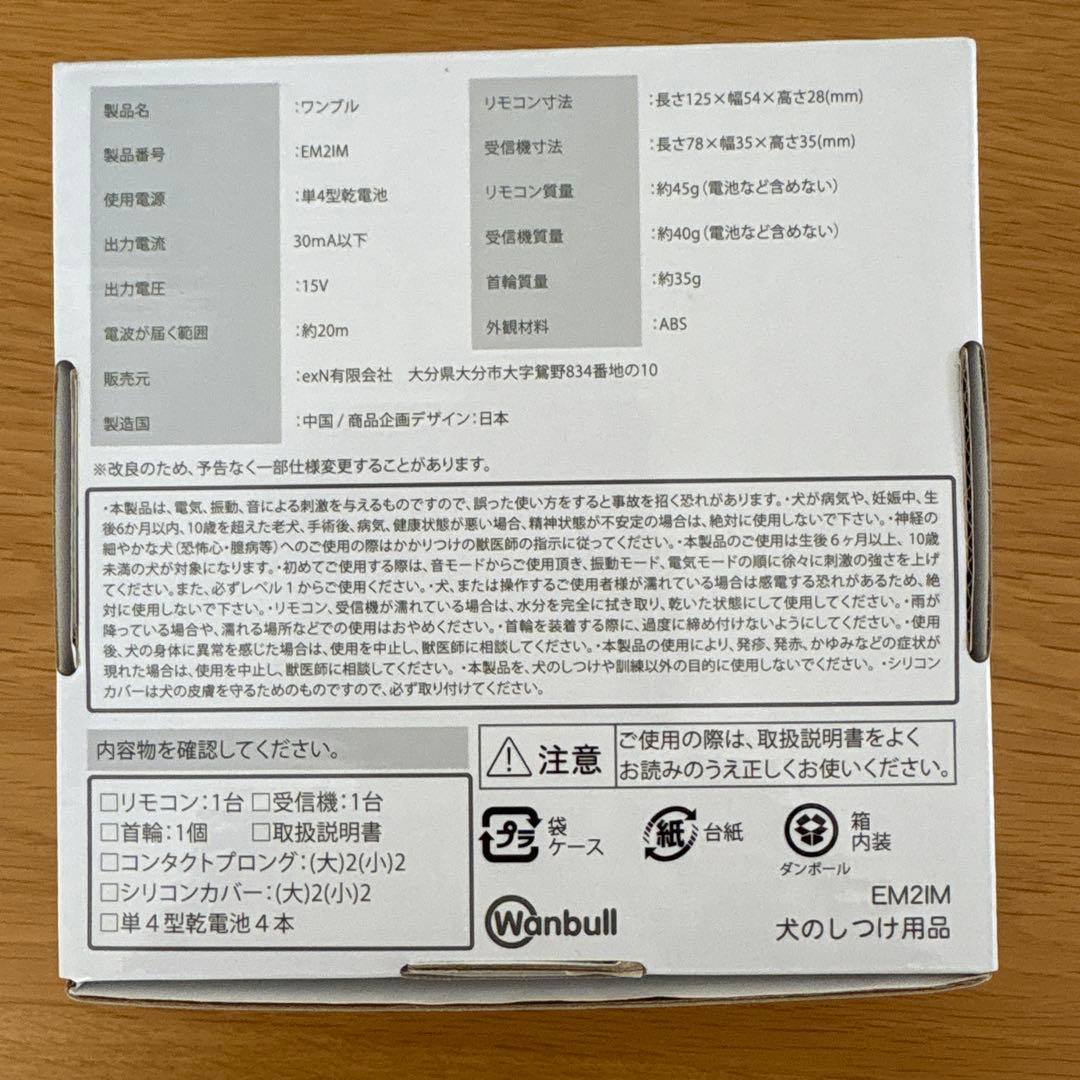 製品名 :ワンブル
製品番号 :EM2IM
使用電源 :単4型乾電池
出力電流 30mA以下
出力電圧 :15V
電波が届く範囲 :約20m
販売元 :exN有限会社 大分県大分市大字鴛野834番地の10
製造国 :中国 / 商品企画デザイン:日本
リモコン寸法 :長さ125×幅54×高さ28(mm)
受信機寸法 :長さ78×幅35×高さ35(mm)
リモコン質量 :約45g(電池など含めない)
受信機質量 :約40g(電池など含めない)
首輪質量 :約35g
外観材料 :ABS
※改良のため、予告なく一部仕様変更することがあります。
・本製品は、電気、振動、音による刺激を与えるものですので、誤った使い方をすると事故を招く恐れがあります。・犬が病気や、妊娠中、生
後6か月以内、10歳を超えた老犬、手術後、病気、健康状態が悪い場合、精神状態が不安定の場合は、絶対に使用しないで下さい。・神経の
細やかな犬(恐怖心・臆病等)へのご使用の際はかかりつけの獣医師の指示に従ってください。・本製品のご使用は生後6ヶ月以上、10歳
未満の犬が対象になります。・初めてご使用する際は、音モードからご使用頂き、振動モード、電気モードの順に徐々に刺激の強さを上げ
てください。また、必ずレベル1からご使用ください。・犬、または操作するご使用者様が濡れている場合は感電する恐れがあるため、絶
対に使用しないで下さい。・リモコン、受信機が濡れている場合は、水分を完全に拭き取り、乾いた状態にして使用してください。・雨が
降っている場合や、濡れる場所などでの使用はおやめください。・首輪を装着する際に、過度に締め付けないようにしてください。・使用
後、犬の身体に異常を感じた場合は、使用を中止し、獣医師に相談してください。・本製品の使用により、発疹、発赤、かゆみなどの症状が
現れた場合は、使用を中止し、獣医師に相談してください。・本製品を、犬のしつけや訓練以外の目的に使用しないでください。・シリコン
カバーは犬の皮膚を守るためのものですので、必ず取り付けてください。
内容物を確認してください。
□リモコン:1台 □受信機:1台
□首輪:1個 □取扱説明書
□コンタクトプロング:(大)2(小)2
□シリコンカバー:(大)2(小)2
□単4型乾電池4本
注意
ご使用の際は、取扱説明書をよく
お読みのうえ正しくお使いください。
プラ 袋
ケース
紙 台紙
箱
内装
ダンボール
Wanbull
EM2IM
犬のしつけ用品